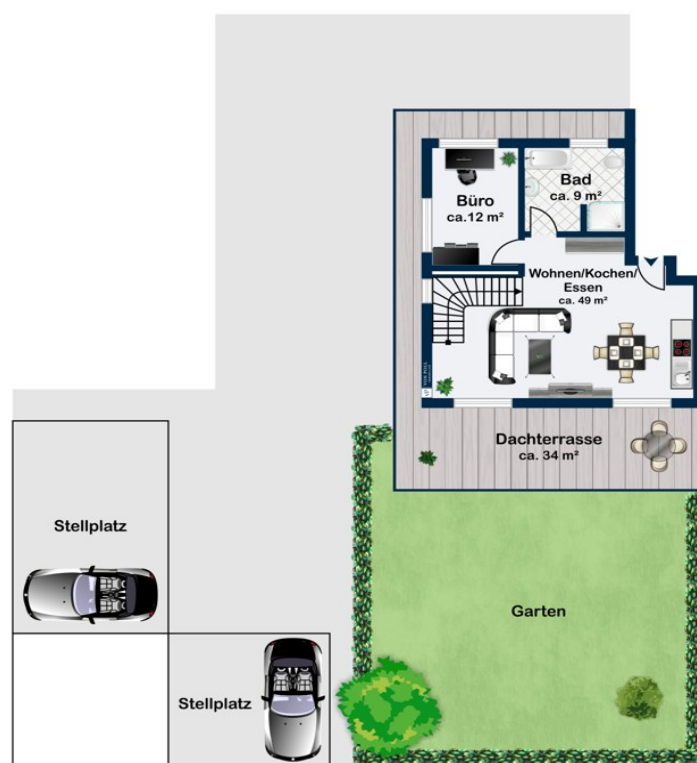 Büro
ca.12 m²
Bad
ca. 9 m²
Wohnen/Kochen/
Essen
ca. 49 m²
Dachterrasse
ca. 34 m²
Stellplatz
Garten
Stellplatz